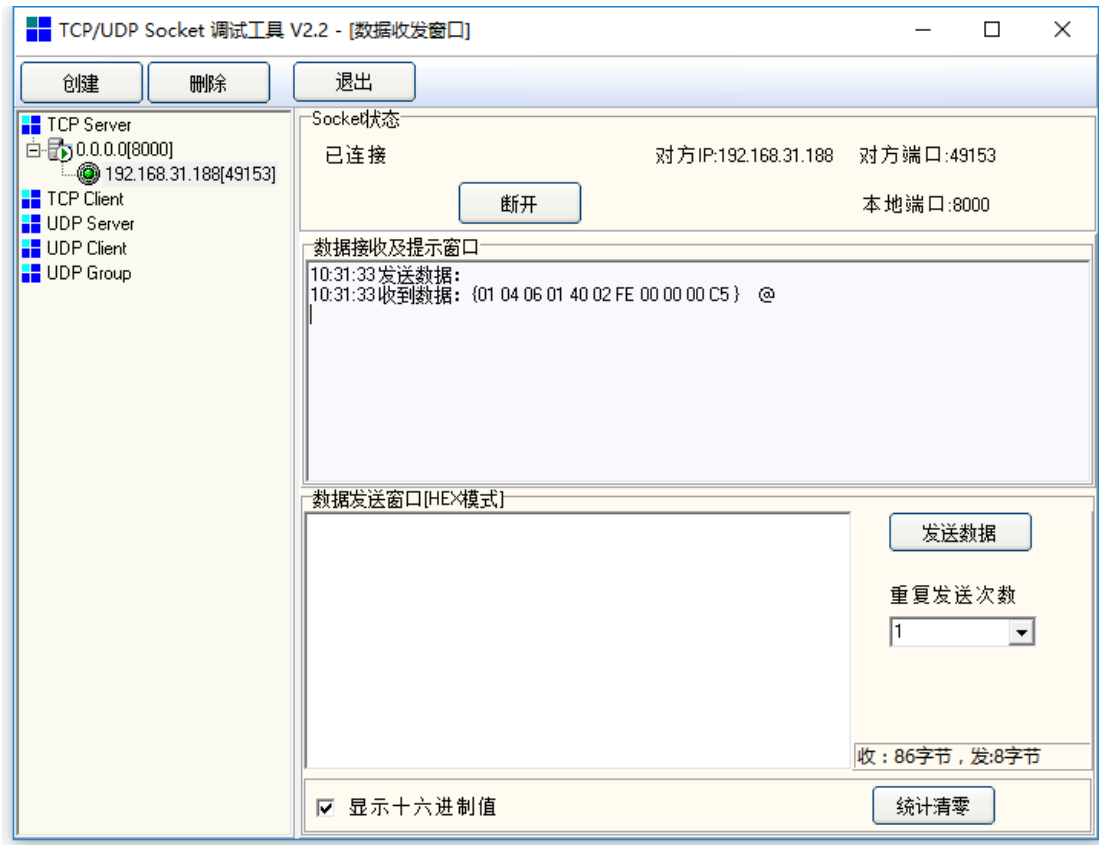 TCP/UDP Socket 调试工具 V2.2 - [数据收发窗口]
创建 删除 退出
TCP Server
0.0.0.0[8000]
192.168.31.188[49153]
TCP Client
UDP Server
UDP Client
UDP Group
Socket状态
已连接 对方IP:192.168.31.188 对方端口:49153
断开 本地端口:8000
数据接收及提示窗口
10:31:33发送数据:
10:31:33收到数据:{01 04 06 01 40 02 FE 00 00 00 C5 } @
数据发送窗口[HEX模式]
发送数据
重复发送次数
1
收:86字节,发:8字节
显示十六进制值 统计清零